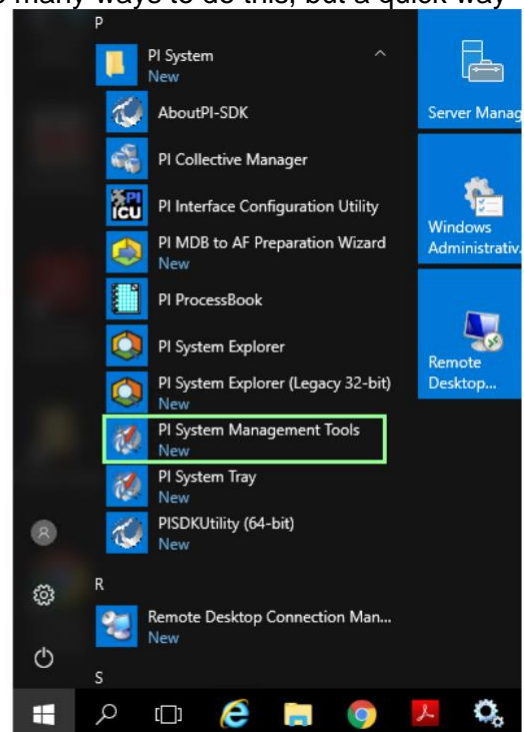 many ways to do this, but a quick way
P
PI System
New
AboutPI-SDK
PI Collective Manager
PI Interface Configuration Utility
PI MDB to AF Preparation Wizard
New
PI ProcessBook
PI System Explorer
PI System Explorer (Legacy 32-bit)
New
PI System Management Tools
New
PI System Tray
New
PISDKUtility (64-bit)
New
R
Remote Desktop Connection Man...
New
S
Server Manag
Windows
Administrativ.
Remote
Desktop...
PI
ICU